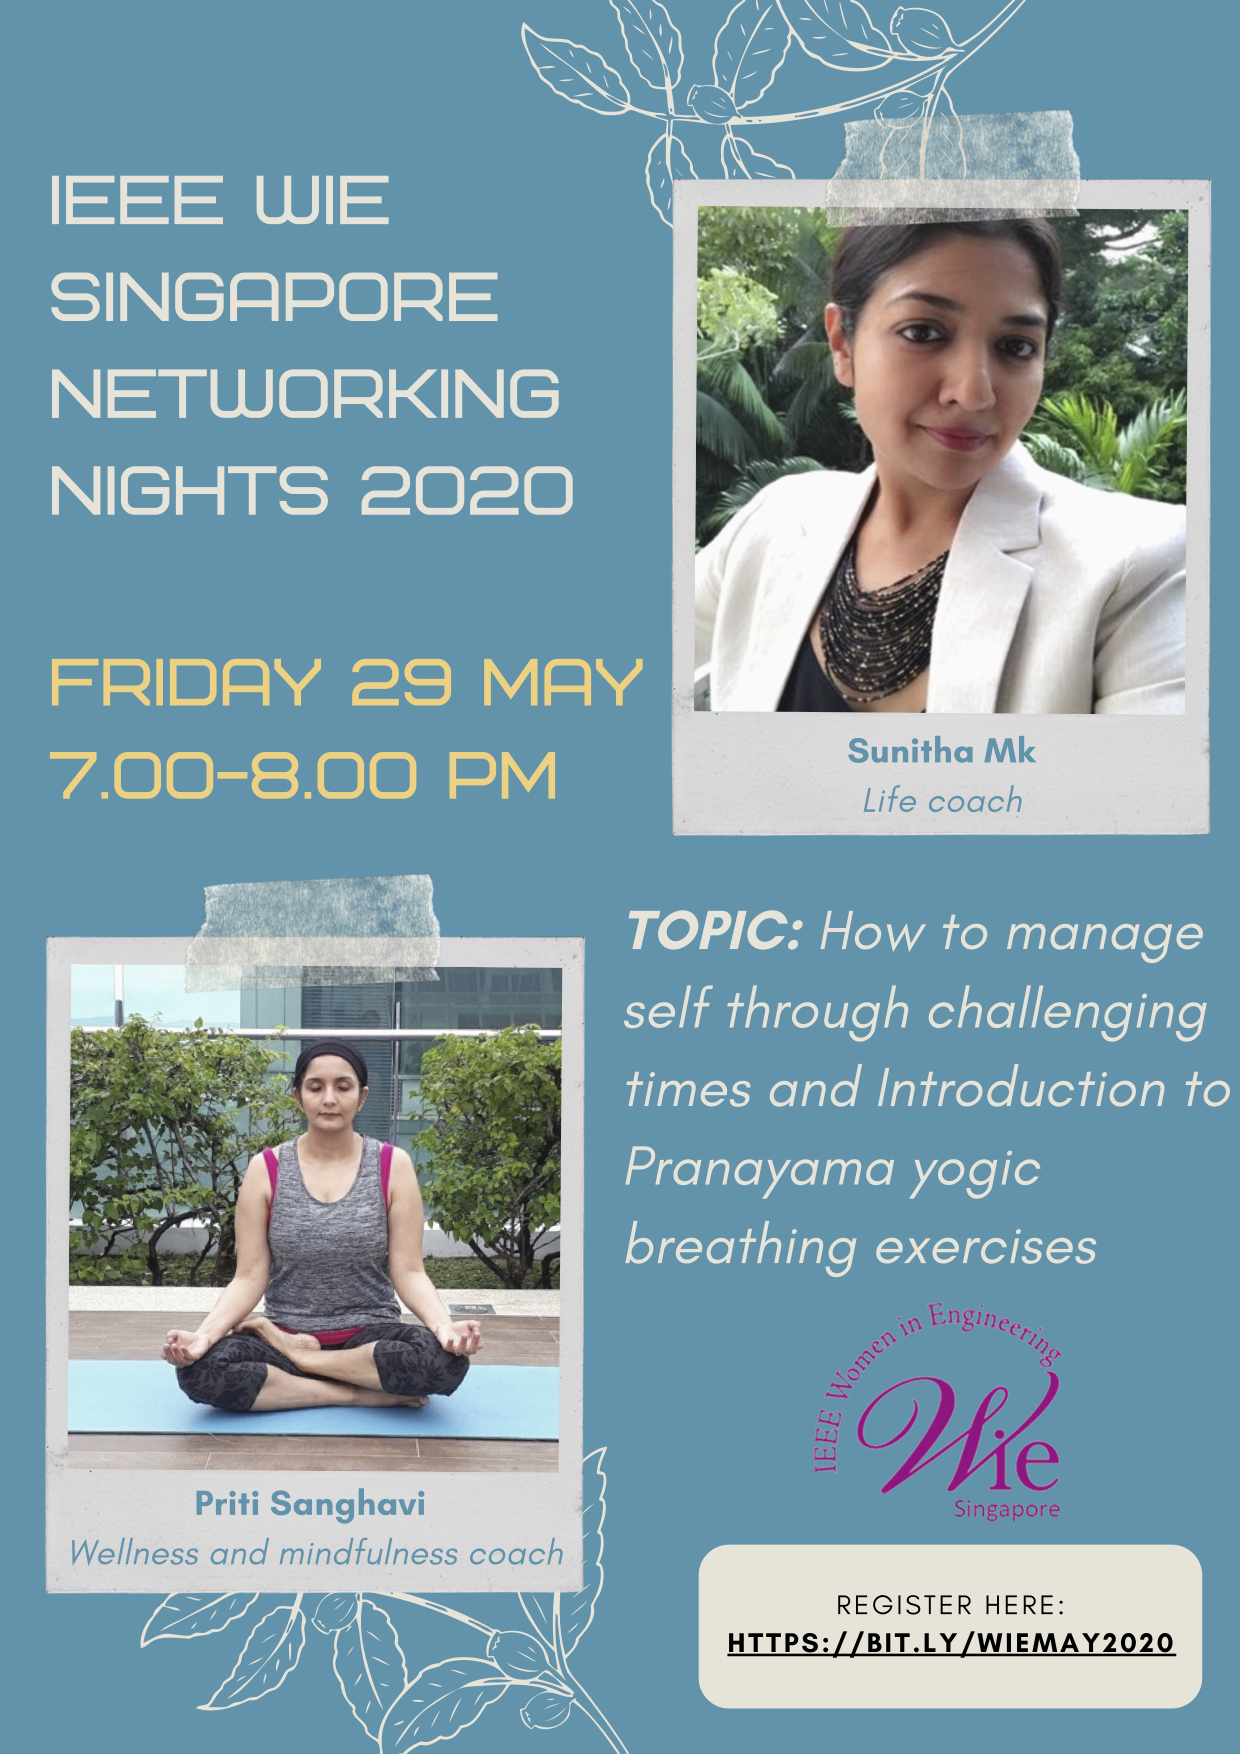 IEEE WIE
SINGAPORE
NETWORKING
NIGHTS 2020
FRIDAY 29 MAY
7.00-8.00 PM
Sunitha Mk
Life coach
TOPIC: How to manage
self through challenging
times and Introduction to
Pranayama yogic
breathing exercises
Priti Sanghavi
Wellness and mindfulness coach
IEEE Women in Engineering
Wie
Singapore
REGISTER HERE:
HTTPS://BIT.LY/WIEMAY2020